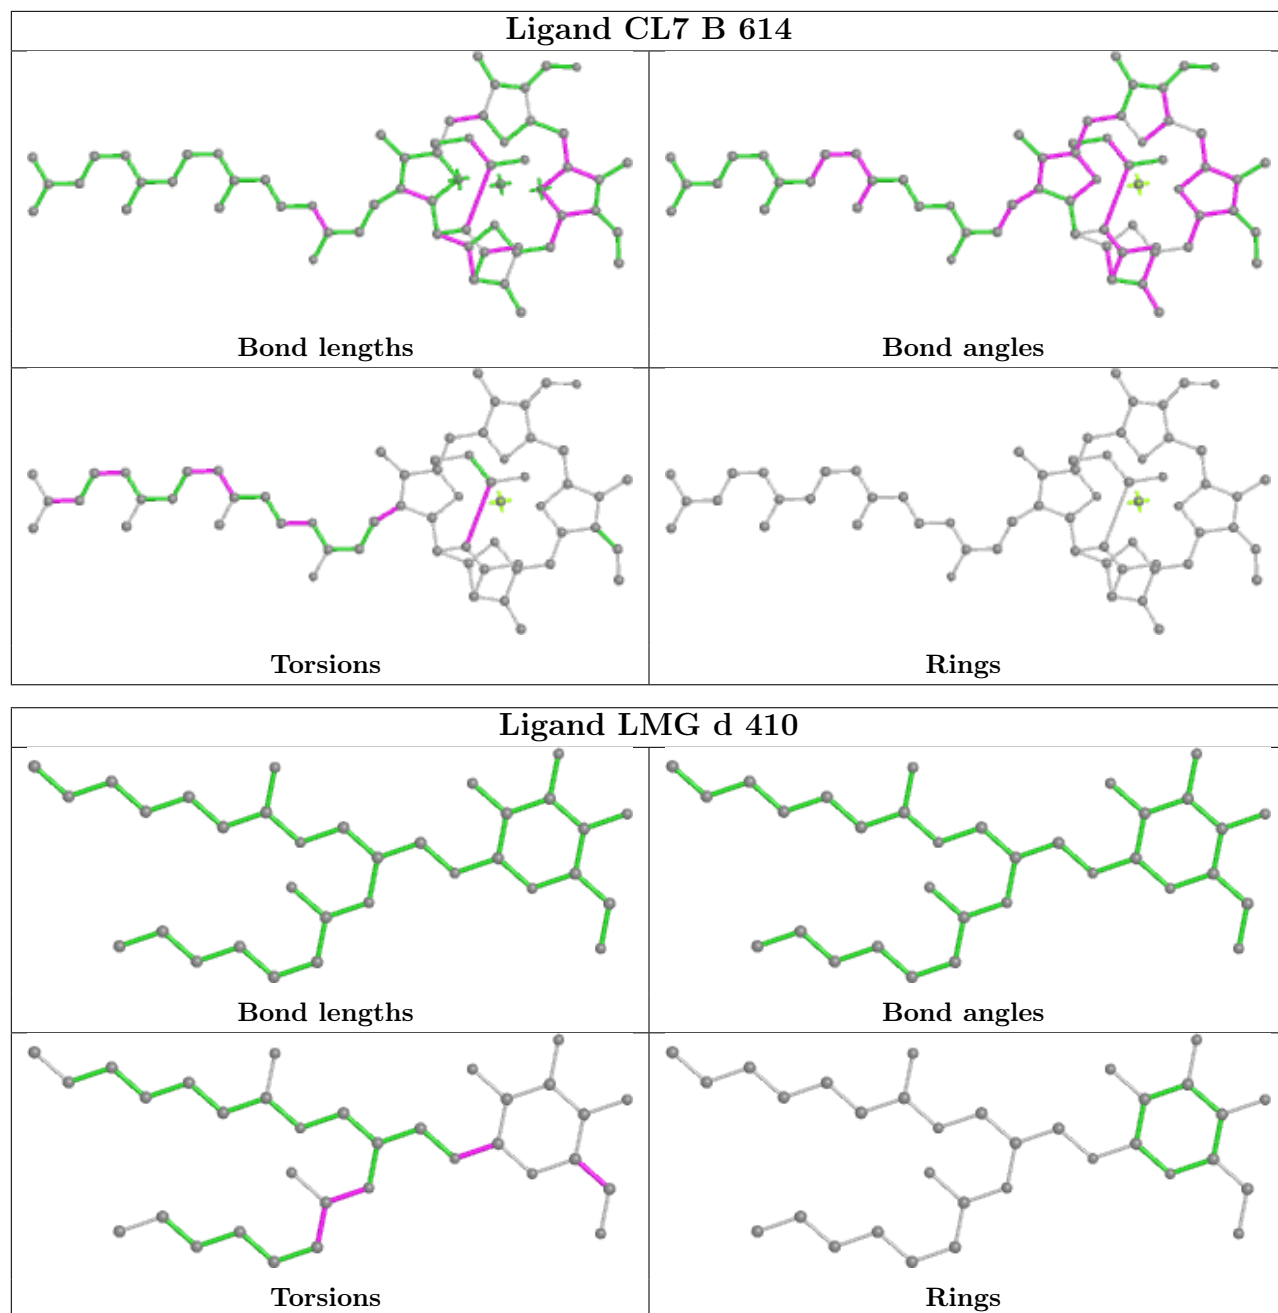 Ligand CL7 B 614
Bond lengths
Bond angles
Torsions
Rings
Ligand LMG d 410
Bond lengths
Bond angles
Torsions
Rings